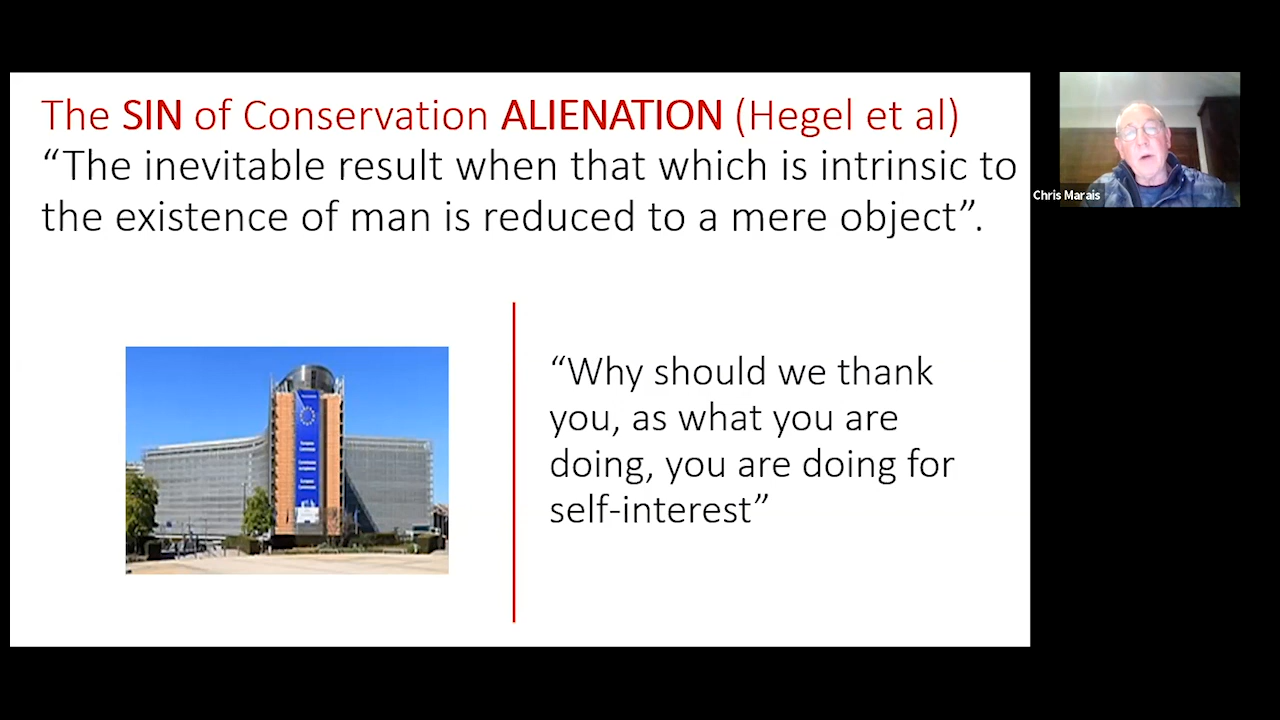 The SIN of Conservation ALIENATION (Hegel et al)
“The inevitable result when that which is intrinsic to
the existence of man is reduced to a mere object”.
“Why should we thank
you, as what you are
doing, you are doing for
self-interest”
Chris Marais